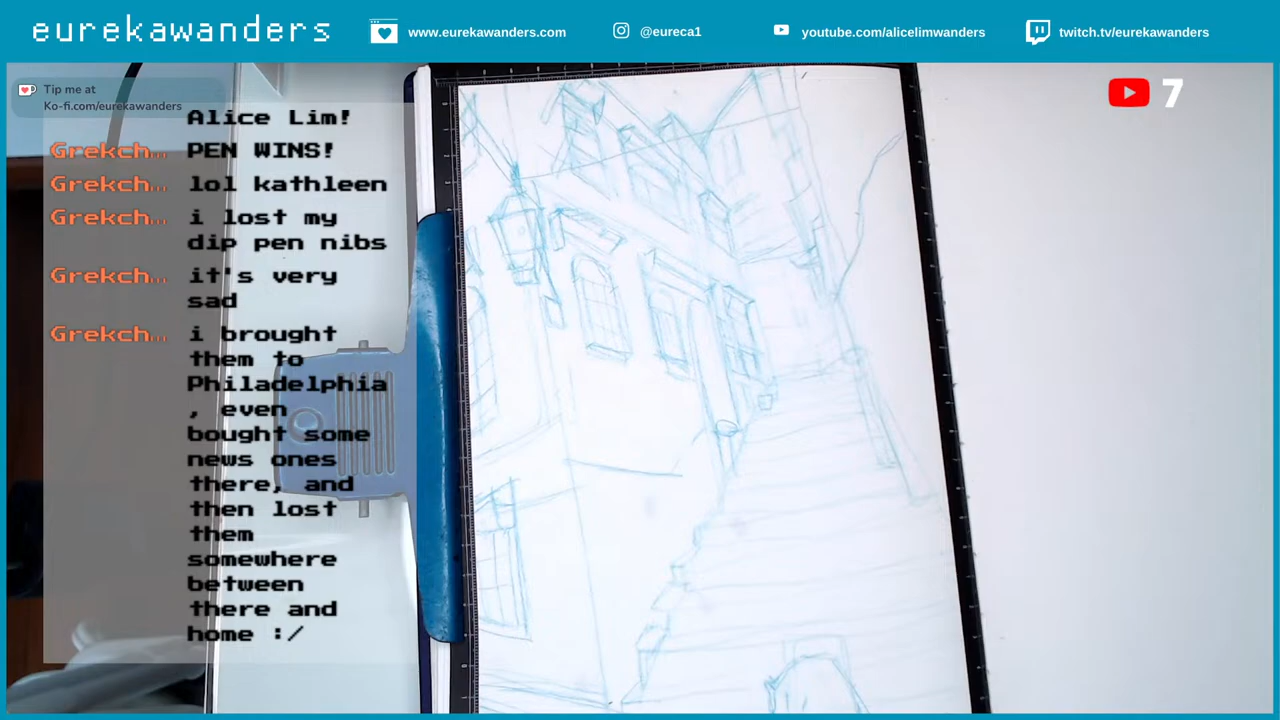 eurekawanders
www.eurekawanders.com
@eureca1
youtube.com/alicelimwanders
twitch.tv/eurekawanders
Tip me at
Ko-fi.com/eurekawanders
7
Alice Lim!
Grekch... PEN WINS!
Grekch... lol kathleen
Grekch... i lost my
dip pen nibs
Grekch... it's very
sad
Grekch... i brought
them to
Philadelphia
, even
bought some
news ones
there, and
then lost
them
somewhere
between
there and
home :/